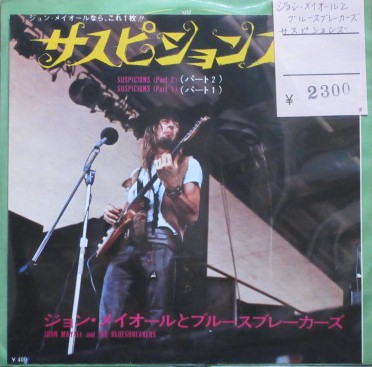 ジョン・メイオールなら、これ1枚!!
サスピションズ
SUSPICIONS (Part 2) (パート2)
SUSPICIONS (Part 1) (パート1)
ジョン・メイオールと
ブルースブレーカーズ
サスピションズ
¥ 2300
ジョン・メイオールとブルースブレーカーズ
JOHN MAYALL and THE BLUESBREAKERS
¥ 400